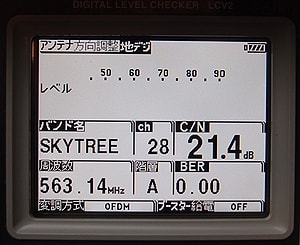 DIGITAL LEVEL CHECKER LCV2
アンテナ方向調整 地デジ
50 60 70 80 90
レベル
バンド名 ch C/N
SKYTREE 28 21.4dB
周波数 階層 BER
563.14MHz A 0.00
変調方式 OFDM ブースター給電 OFF